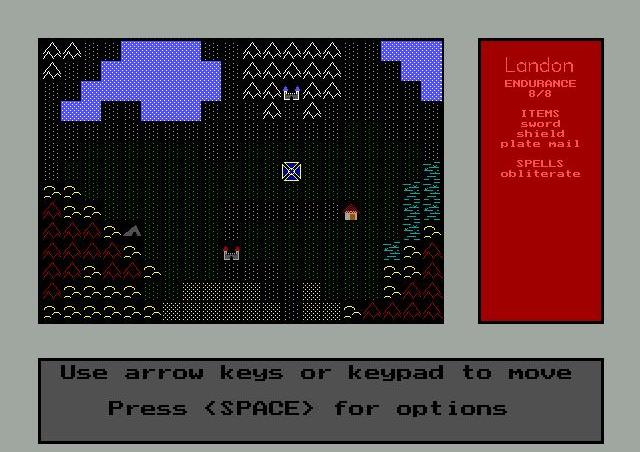 Landon
ENDURANCE
8/8
ITEMS
sword
shield
plate mail
SPELLS
obliterate
Use arrow keys or keypad to move
Press <SPACE> for options